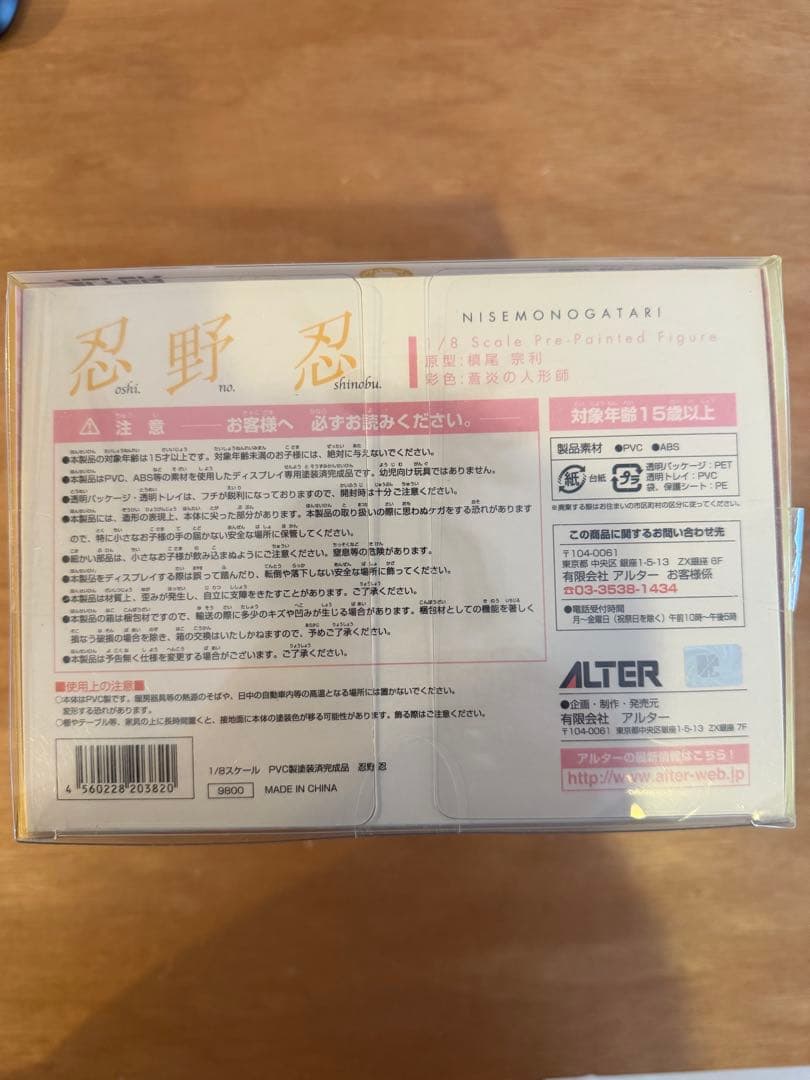 忍野忍
oshi. no. shinobu.
NISEMONOGATARI
1/8 Scale Pre-Painted Figure
原型:槙尾 宗利
彩色:蒼炎の人形師
注 意 お客様へ 必ずお読みください。
●本製品の対象年齢は15才以上です。対象年齢未満のお子様には、絶対に与えないでください。
●本製品はPVC、ABS等の素材を使用したディスプレイ専用塗装済完成品です。幼児向け玩具ではありません。
●透明パッケージ・透明トレイは、フチが鋭利になっておりますので、開封時は十分ご注意ください。
●本製品には、造形の表現上、本体に尖った部分があります。本製品の取り扱いの際に思わぬケガをする恐れがあります
ので、特に小さなお子様の手の届かない安全な場所に保管してください。
●細かい部品は、小さなお子様が飲み込まぬようにご注意ください。窒息等の危険があります。
●本製品をディスプレイする際は誤って踏んだり、転倒や落下しない安全な場所に飾ってください。
●本製品は材質上、歪みが発生し、自立に支障をきたすことがあります。ご了承ください。
●本製品の箱は梱包材ですので、輸送の際に多少のキズや凹みが生じる場合があります。梱包材としての機能を著しく
損なう破損の場合を除き、箱の交換はいたしかねますので、予めご了承ください。
●本製品は予告無く仕様を変更する場合がございます。ご了承ください。
■使用上の注意■
○本体はPVC製です。暖房器具等の熱源のそばや、日中の自動車内等の高温となる場所には置かないでください。
変形する恐れがあります。
○棚やテーブル等、家具の上に長時間置くと、接地面に本体の塗装色が移る可能性があります。飾る際はご注意ください。
4 560228 203820
1/8スケール PVC製塗装済完成品 忍野 忍
9800 MADE IN CHINA
対象年齢15歳以上
製品素材 ●PVC ●ABS
紙 台紙
プラ 透明パッケージ:PET
透明トレイ:PVC
袋、保護シート:PE
※廃棄する際はお住まいの市区町村の区分に従ってください。
この商品に関するお問い合わせ先
〒104-0061
東京都 中央区 銀座1-5-13 ZX銀座 6F
有限会社 アルター お客様係
☎03-3538-1434
●電話受付時間
月〜金曜日(祝祭日を除く)午前10時〜午後5時
ALTER
●企画・制作・発売元
有限会社 アルター
〒104-0061 東京都中央区銀座1-5-13 ZX銀座 7F
アルターの最新情報はこちら!
http://www.alter-web.jp